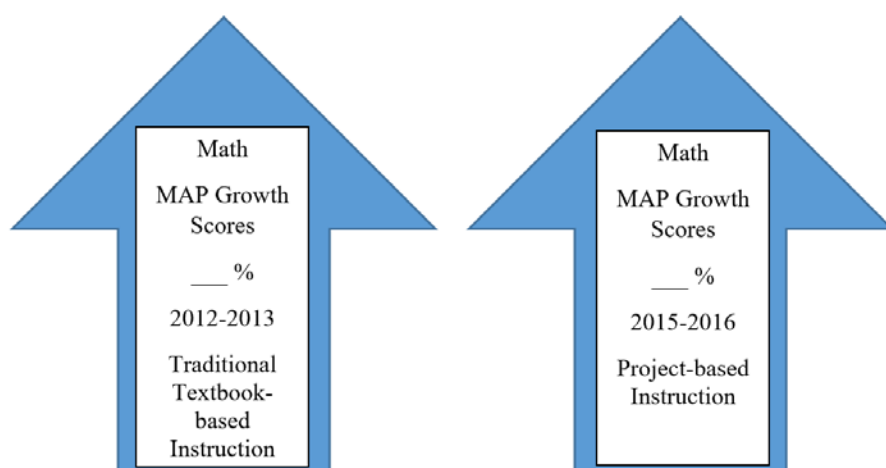 Math
MAP Growth
Scores
___ %
2012-2013
Traditional
Textbook-
based
Instruction
Math
MAP Growth
Scores
___ %
2015-2016
Project-based
Instruction